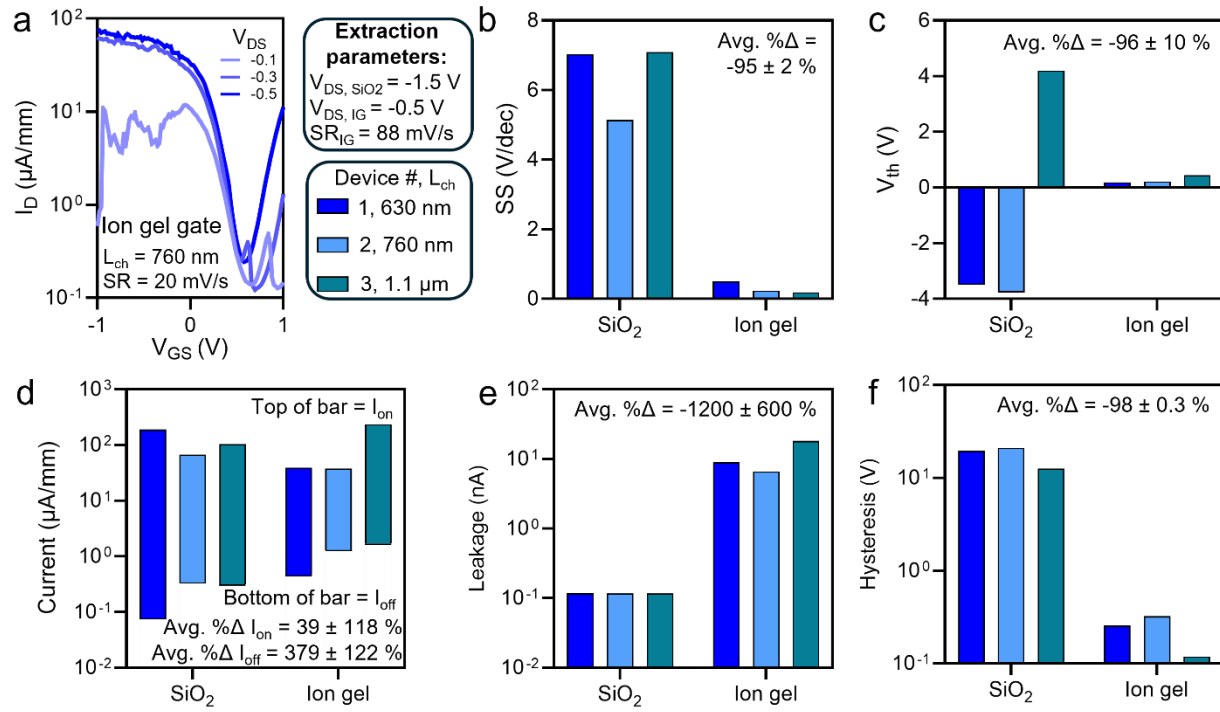 a
10²
10¹
10⁰
10⁻¹
I_D (µA/mm)
V_DS
-0.1
-0.3
-0.5
Ion gel gate
L_ch = 760 nm
SR = 20 mV/s
-1
0
1
V_GS (V)
Extraction
parameters:
V_DS, SiO2 = -1.5 V
V_DS, IG = -0.5 V
SR_IG = 88 mV/s
Device #, L_ch
1, 630 nm
2, 760 nm
3, 1.1 µm
b
8
6
4
2
0
SS (V/dec)
Avg. %Δ =
-95 ± 2 %
SiO₂
Ion gel
c
6
4
2
0
-2
-4
V_th (V)
Avg. %Δ = -96 ± 10 %
SiO₂
Ion gel
d
10³
10²
10¹
10⁰
10⁻¹
10⁻²
Current (µA/mm)
Top of bar = I_on
Bottom of bar = I_off
Avg. %Δ I_on = 39 ± 118 %
Avg. %Δ I_off = 379 ± 122 %
SiO₂
Ion gel
e
10²
10¹
10⁰
10⁻¹
10⁻²
Leakage (nA)
Avg. %Δ = -1200 ± 600 %
SiO₂
Ion gel
f
10²
10¹
10⁰
10⁻¹
Hysteresis (V)
Avg. %Δ = -98 ± 0.3 %
SiO₂
Ion gel